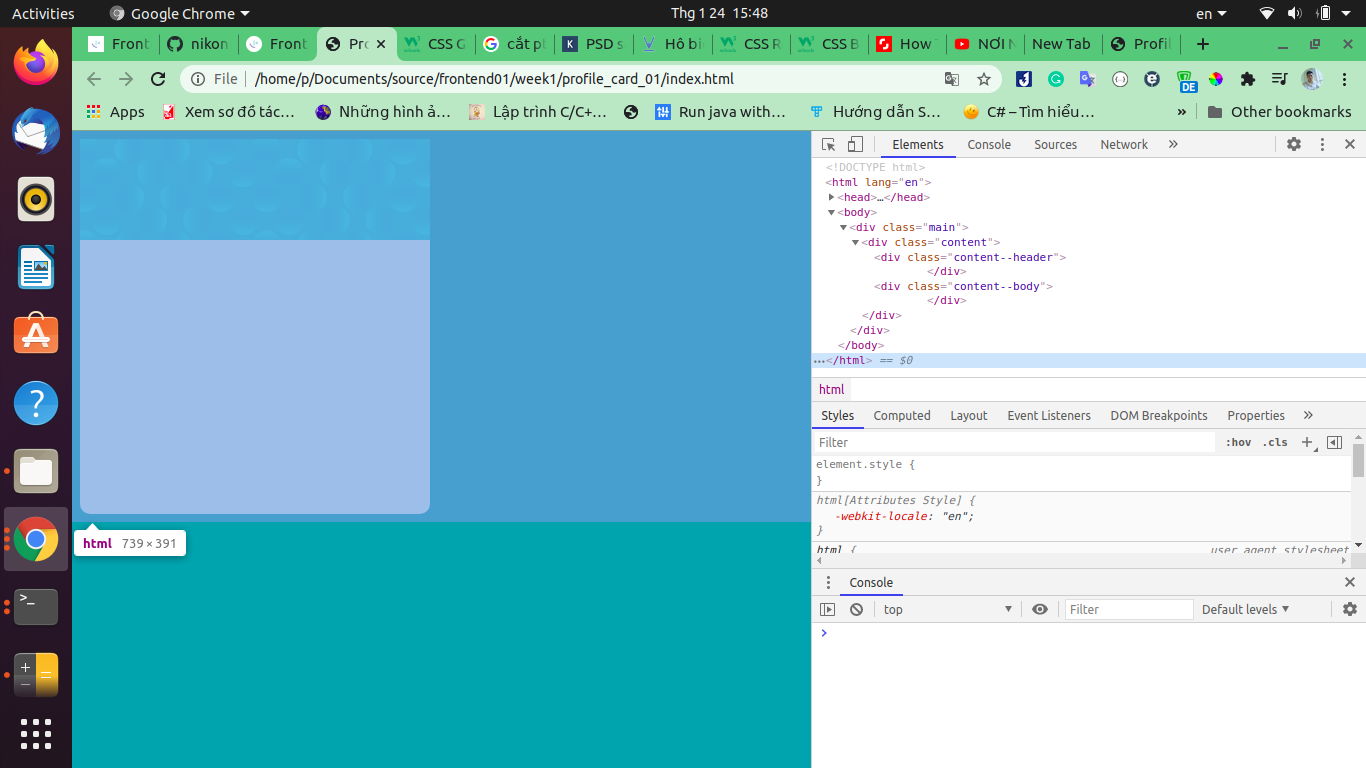 Activities Google Chrome Thg 1 24 15:48 en
Front nikon Front Pro CSS G cắt pt PSD s Hô bi CSS R CSS B How NƠI N New Tab Profil
File /home/p/Documents/source/frontend01/week1/profile_card_01/index.html DE
Apps Xem sơ đồ tác... Những hình ả... Lập trình C/C+... Run java with... Hướng dẫn S... C# – Tìm hiểu... » Other bookmarks
Elements Console Sources Network »
<!DOCTYPE html>
<html lang="en">
<head>…</head>
<body>
<div class="main">
<div class="content">
<div class="content--header">
</div>
<div class="content--body">
</div>
</div>
</div>
</body>
…</html> == $0
html
Styles Computed Layout Event Listeners DOM Breakpoints Properties »
Filter :hov .cls +
element.style {
}
html[Attributes Style] {
-webkit-locale: "en";
}
html { user agent stylesheet
html 739 × 391
Console
top Filter Default levels
>